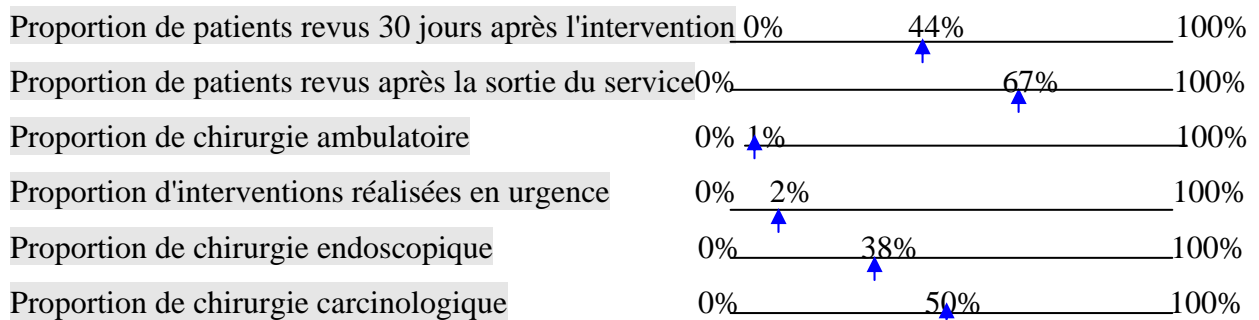 Proportion de patients revus 30 jours après l'intervention 0% 44% 100%
Proportion de patients revus après la sortie du service 0% 67% 100%
Proportion de chirurgie ambulatoire 0% 1% 100%
Proportion d'interventions réalisées en urgence 0% 2% 100%
Proportion de chirurgie endoscopique 0% 38% 100%
Proportion de chirurgie carcinologique 0% 50% 100%